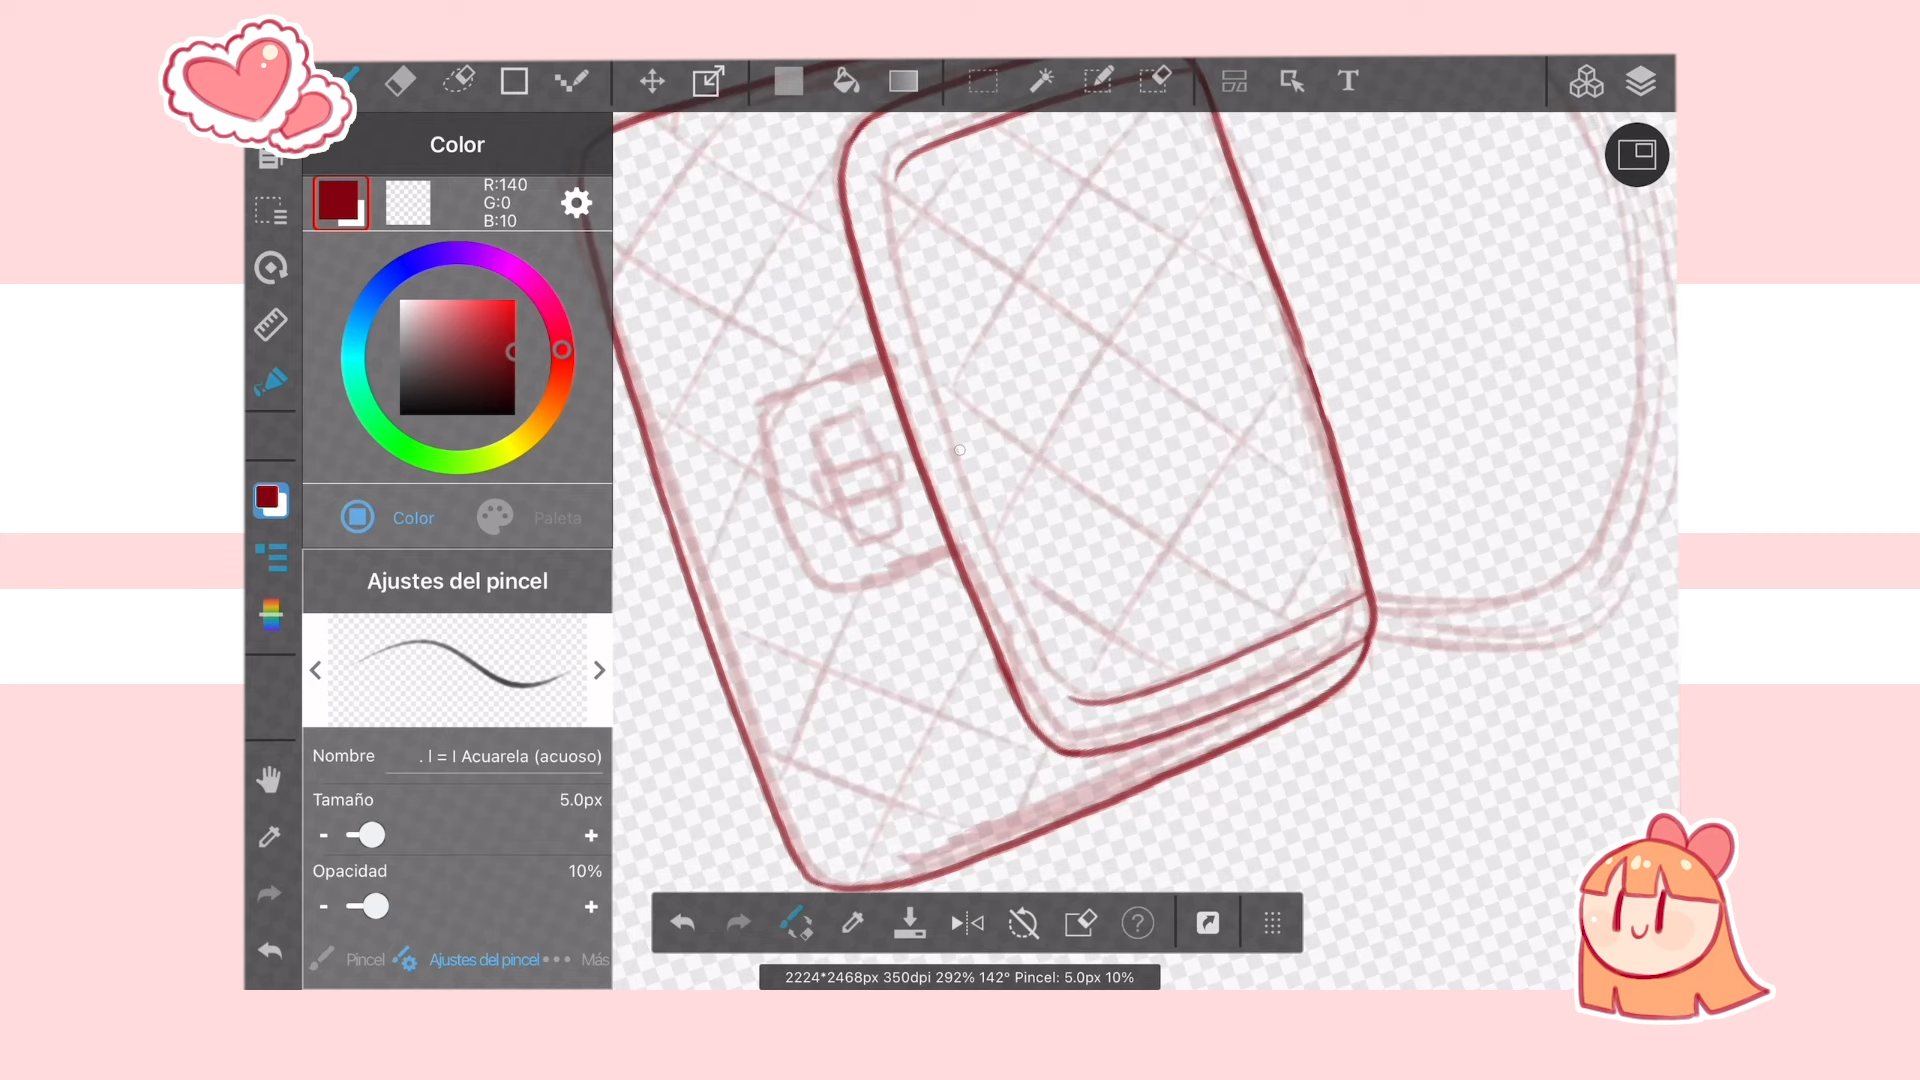 T
Color
R:140
G:0
B:10
Color
Paleta
Ajustes del pincel
Nombre
. l = l Acuarela (acuoso)
Tamaño
5.0px
-
+
Opacidad
10%
-
+
Pincel
Ajustes del pincel
•••
Más
?
2224*2468px 350dpi 292% 142° Pincel: 5.0px 10%